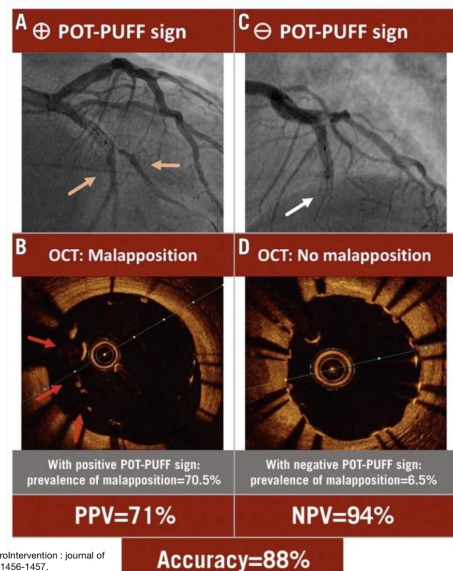 A ⊕ POT-PUFF sign
C ⊖ POT-PUFF sign
B OCT: Malapposition
D OCT: No malapposition
With positive POT-PUFF sign:
prevalence of malapposition=70.5%
With negative POT-PUFF sign:
prevalence of malapposition=6.5%
PPV=71%
NPV=94%
Accuracy=88%
roIntervention : journal of
1456-1457.